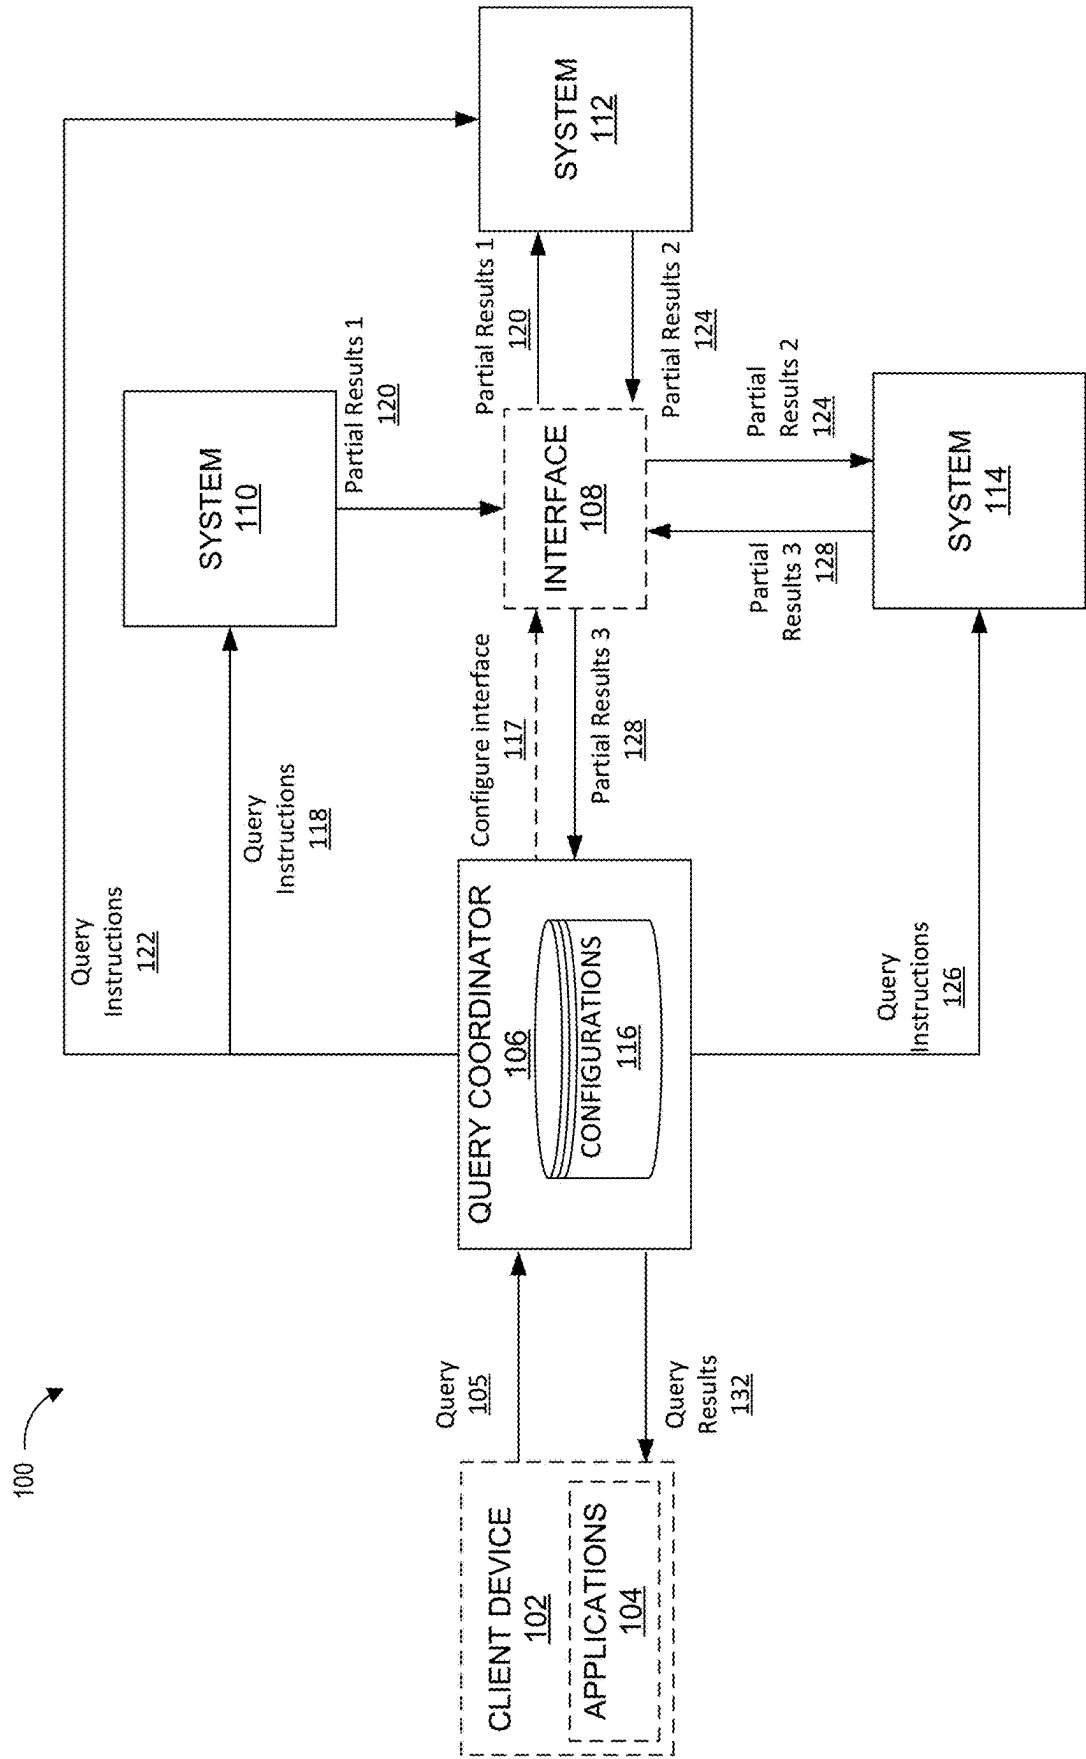 100
CLIENT DEVICE
102
APPLICATIONS
104
Query
105
Query
Results
132
QUERY COORDINATOR
106
CONFIGURATIONS
116
Query
Instructions
122
Query
Instructions
118
Query
Instructions
126
Configure interface
117
Partial Results 3
128
SYSTEM
110
Partial Results 1
120
INTERFACE
108
Partial Results 1
120
Partial Results 2
124
SYSTEM
112
Partial
Results 3
128
Partial
Results 2
124
SYSTEM
114